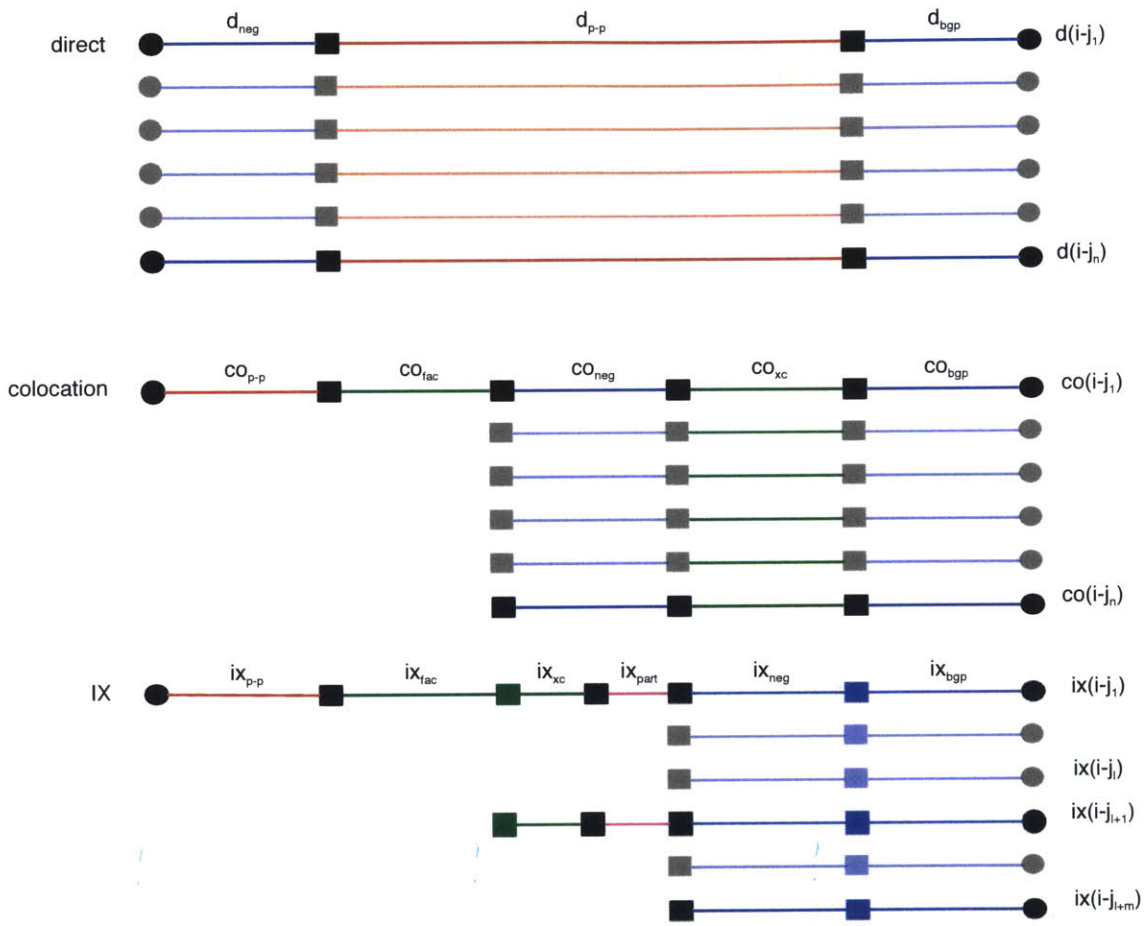 d_neg d_p-p d_bgp
direct d(i-j_1)
d(i-j_n)
co_p-p co_fac co_neg co_xc co_bgp
colocation co(i-j_1)
co(i-j_n)
ix_p-p ix_fac ix_xc ix_part ix_neg ix_bgp
IX ix(i-j_1)
ix(i-j_l)
ix(i-j_l+1)
ix(i-j_l+m)